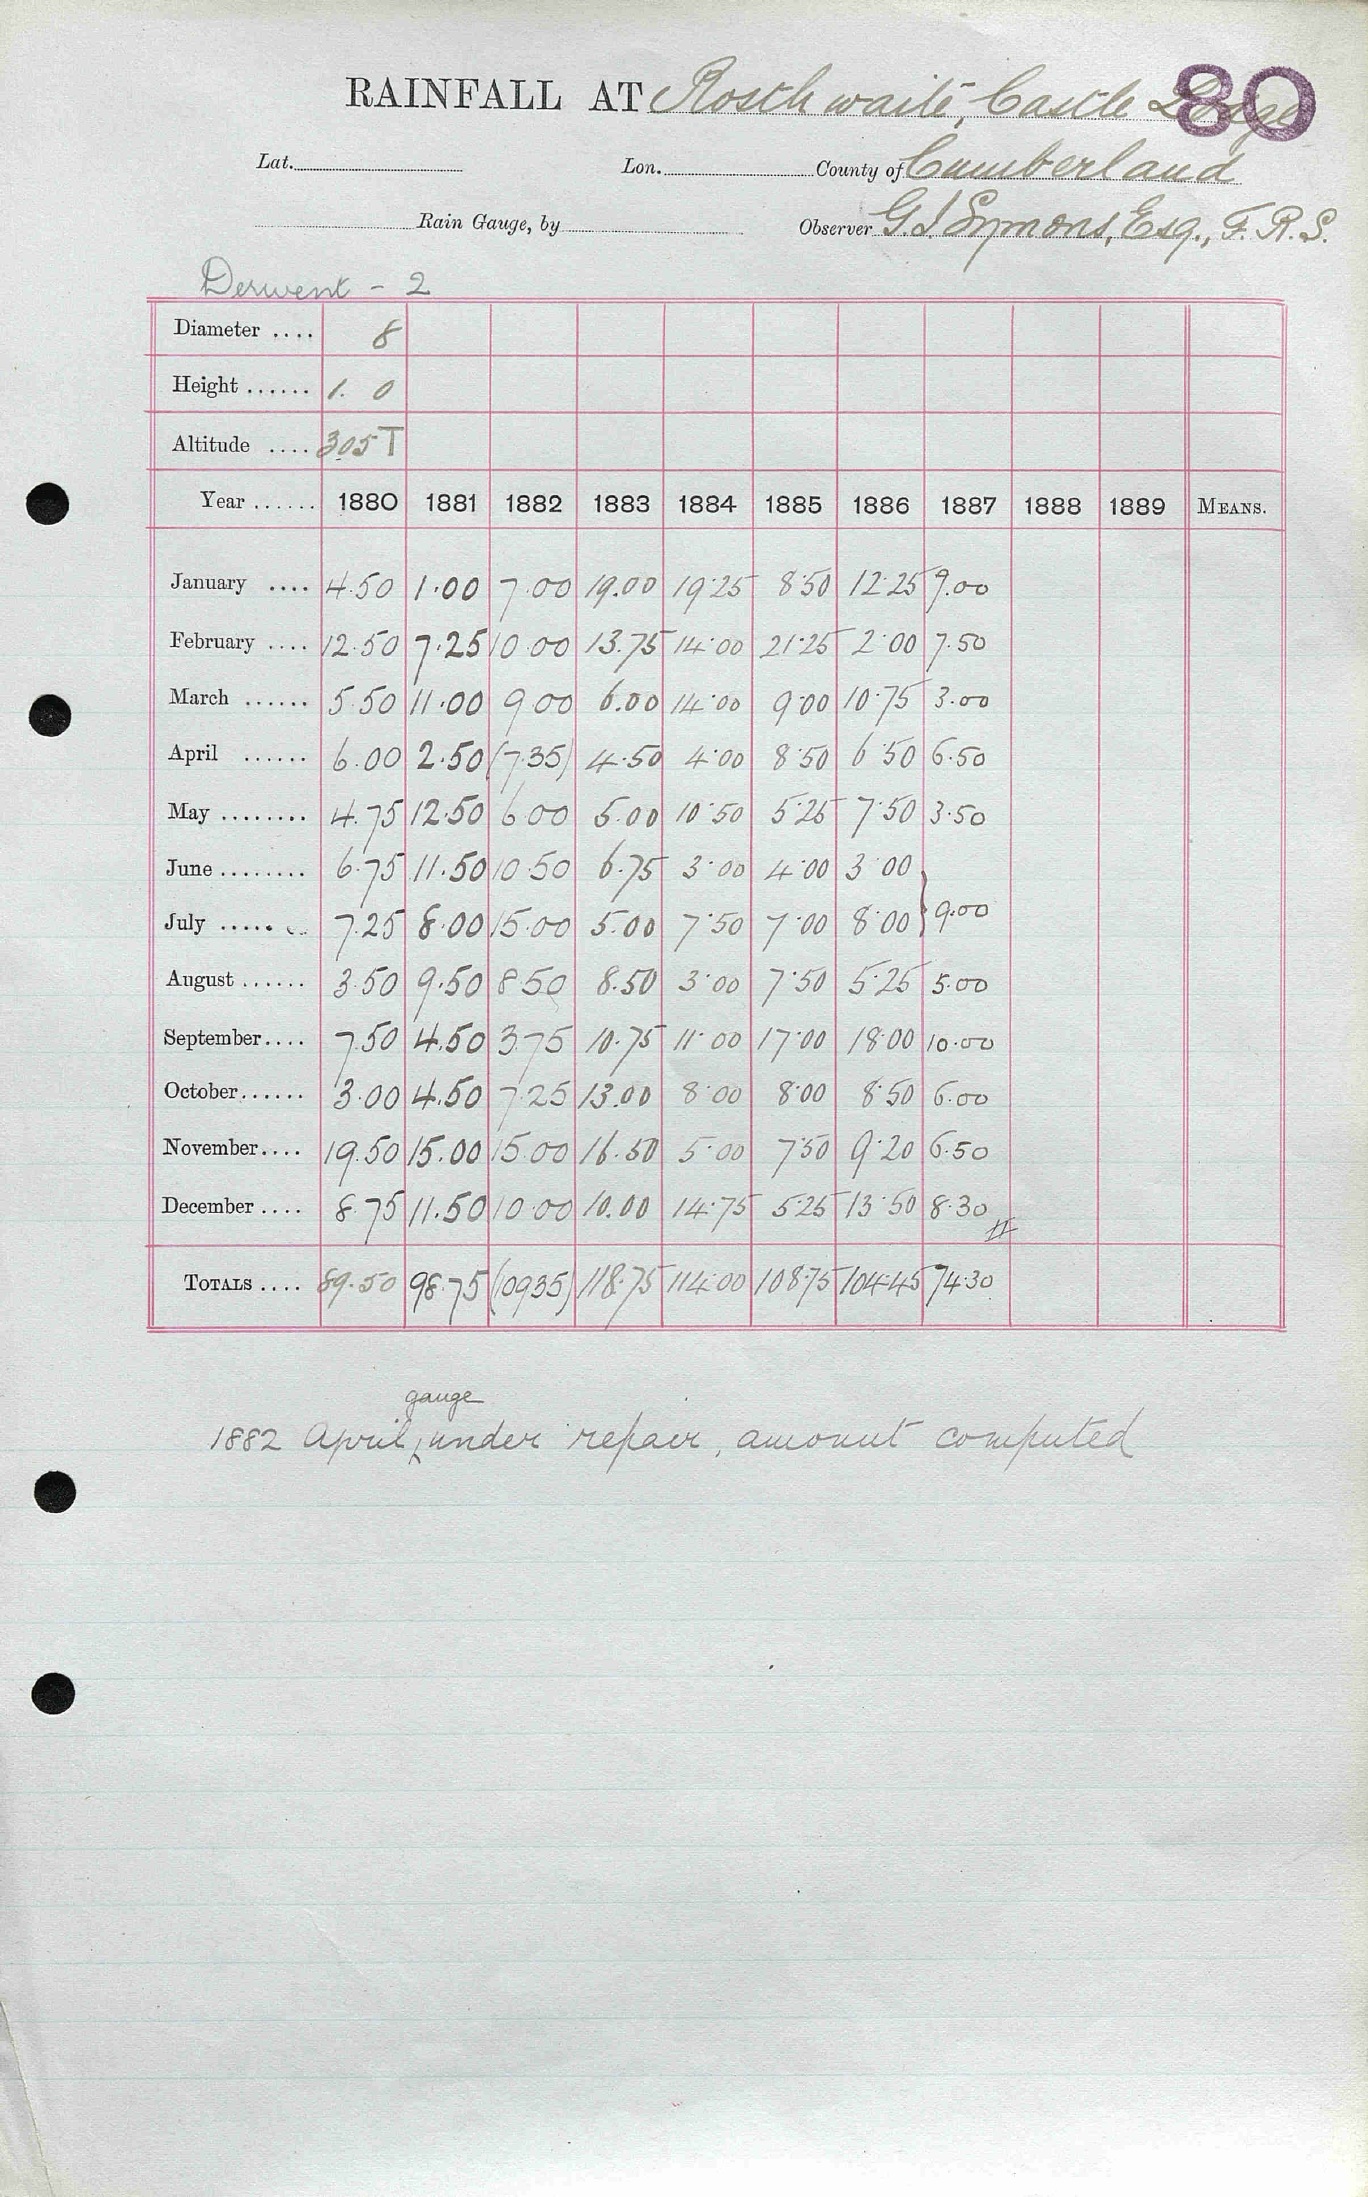 RAINFALL AT Rosthwaite, Castle Lodge 80
Lat. Lon. County of Cumberland
Rain Gauge, by Observer G. J. Symons, Esq., F. R. S.
Derwent - 2
Diameter .... 8
Height ...... 1. 0
Altitude .... 305 T
Year ...... 1880 1881 1882 1883 1884 1885 1886 1887 1888 1889 MEANS.
January .... 4.50 1.00 7.00 19.00 19.25 8.50 12.25 9.00
February .... 12.50 7.25 10.00 13.75 14.00 21.25 2.00 7.50
March ...... 5.50 11.00 9.00 6.00 14.00 9.00 10.75 3.00
April ...... 6.00 2.50 (7.35) 4.50 4.00 8.50 6.50 6.50
May ........ 4.75 12.50 6.00 5.00 10.50 5.25 7.50 3.50
June ........ 6.75 11.50 10.50 6.75 3.00 4.00 3.00
July ..... 7.25 8.00 15.00 5.00 7.50 7.00 8.00 } 9.00
August ...... 3.50 9.50 8.50 8.50 3.00 7.50 5.25 5.00
September.... 7.50 4.50 3.75 10.75 11.00 17.00 18.00 10.00
October...... 3.00 4.50 7.25 13.00 8.00 8.00 8.50 6.00
November.... 19.50 15.00 15.00 16.50 5.00 7.50 9.20 6.50
December .... 8.75 11.50 10.00 10.00 14.75 5.25 13.50 8.30
TOTALS .... 89.50 98.75 (109.35) 118.75 114.00 108.75 104.45 74.30
gauge
1882 April, under repair, amount computed